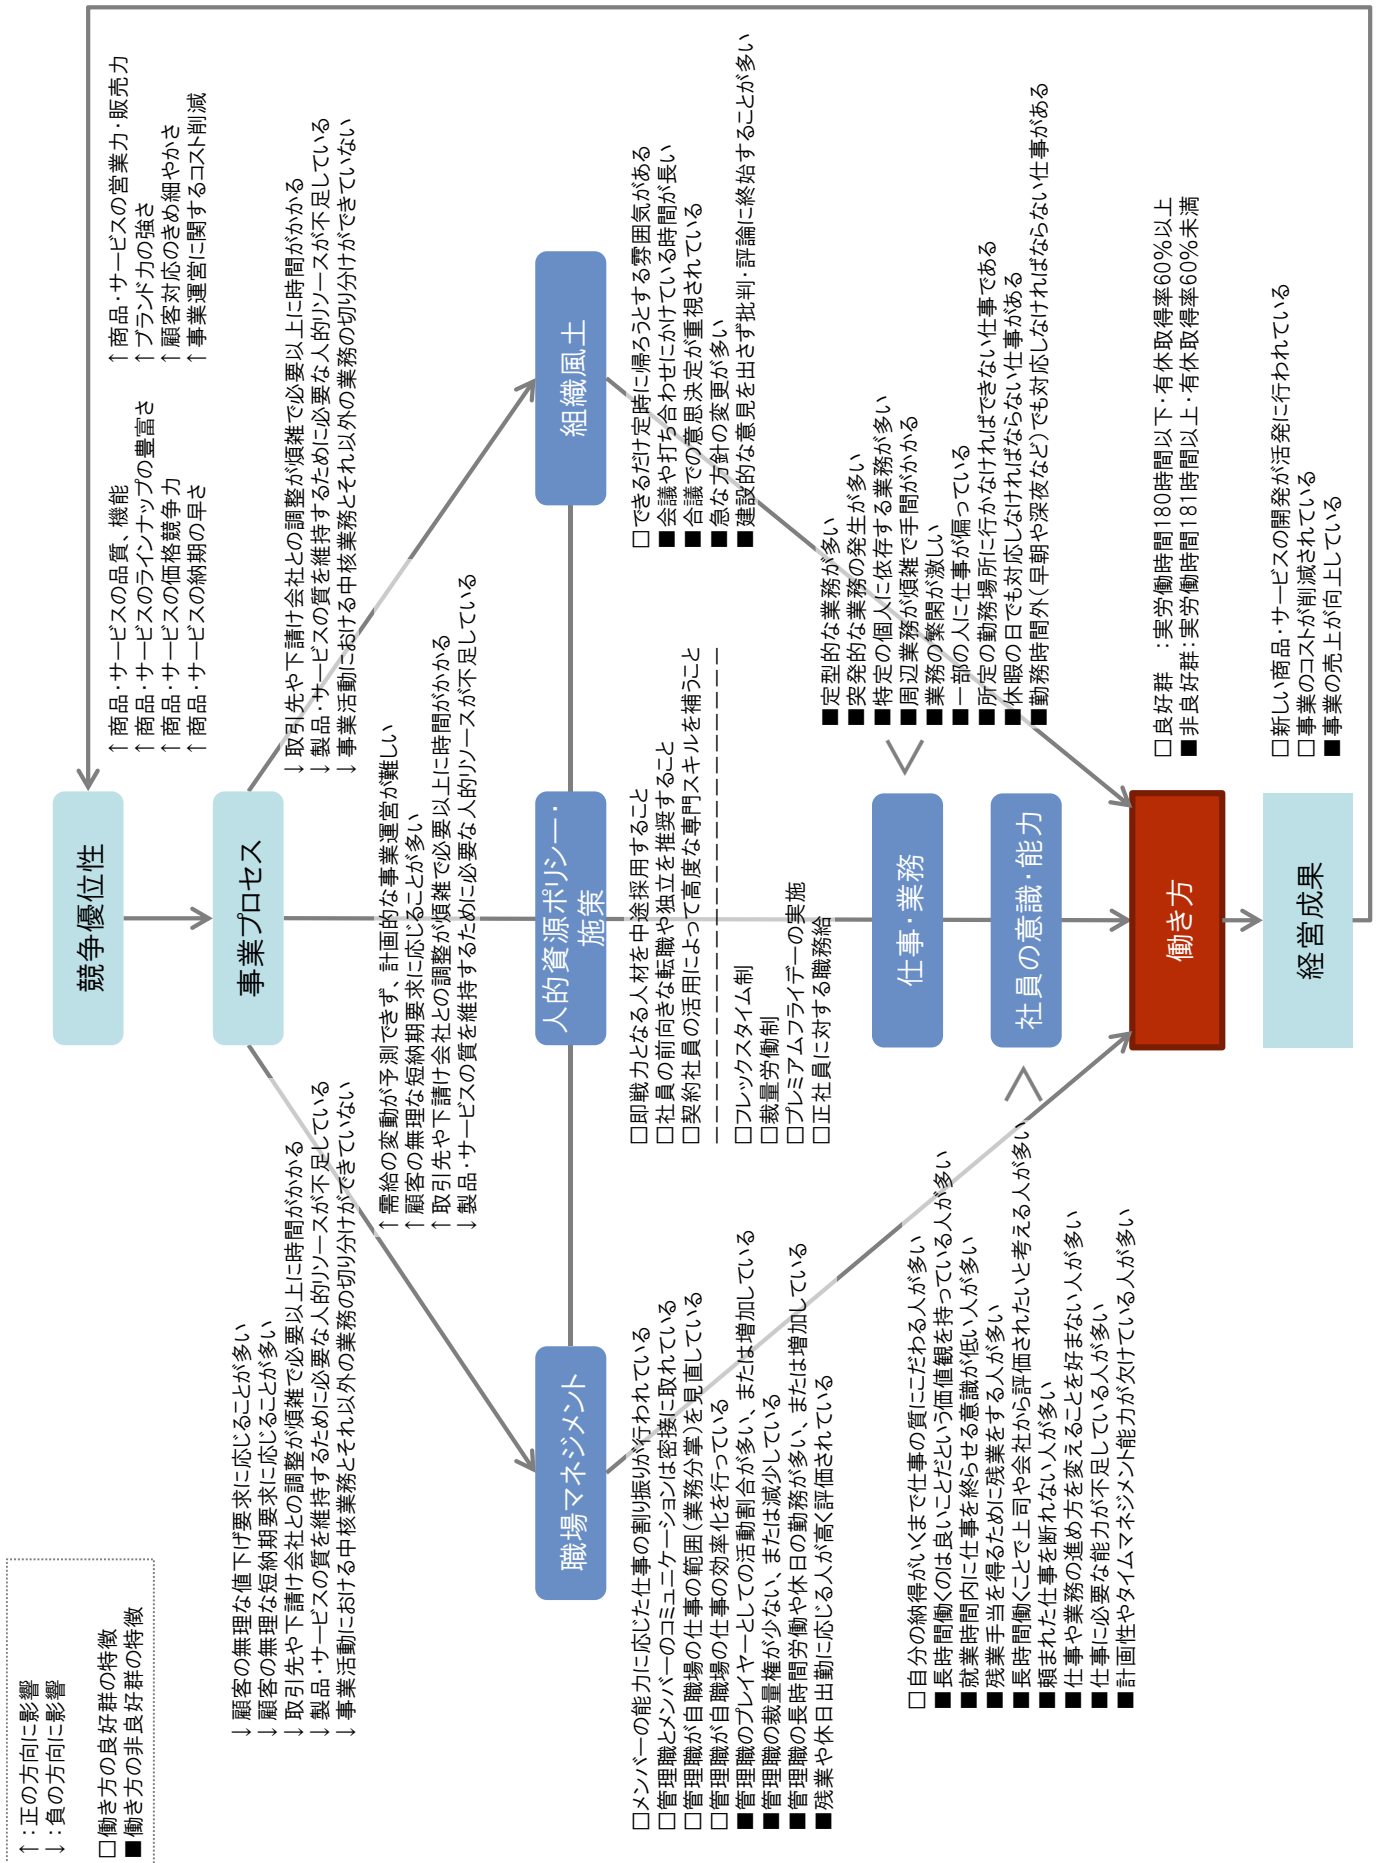 ↑：正の方向に影響
↓：負の方向に影響
□働き方の良好群の特徴
■働き方の非良好群の特徴
競争優位性
↑商品・サービスの品質、機能
↑商品・サービスのラインナップの豊富さ
↑商品・サービスの価格競争力
↑商品・サービスの納期の早さ
↑商品・サービスの営業力・販売力
↑ブランド力の強さ
↑顧客対応のきめ細やかさ
↑事業運営に関するコスト削減
事業プロセス
↓顧客の無理な値下げ要求に応じることが多い
↓顧客の無理な短納期要求に応じることが多い
↓取引先や下請け会社との調整が煩雑で必要以上に時間がかかる
↓製品・サービスの質を維持するために必要な人的リソースが不足している
↓事業活動における中核業務とそれ以外の業務の切り分けができていない
↑需給の変動が予測できず、計画的な事業運営が難しい
↑顧客の無理な短納期要求に応じることが多い
↑取引先や下請け会社との調整が煩雑で必要以上に時間がかかる
↓製品・サービスの質を維持するために必要な人的リソースが不足している
↓取引先や下請け会社との調整が煩雑で必要以上に時間がかかる
↓製品・サービスの質を維持するために必要な人的リソースが不足している
↓事業活動における中核業務とそれ以外の業務の切り分けができていない
職場マネジメント
人的資源ポリシー・
施策
組織風土
□メンバーの能力に応じた仕事の割り振りが行われている
□管理職とメンバーのコミュニケーションは密接に取れている
□管理職が自職場の仕事の範囲（業務分掌）を見直している
□管理職が自職場の仕事の効率化を行っている
■管理職のプレイヤーとしての活動割合が多い、または増加している
■管理職の裁量権が少ない、または減少している
■管理職の長時間労働や休日の勤務が多い、または増加している
■残業や休日出勤に応じる人が高く評価されている
□即戦力となる人材を中途採用すること
□社員の前向きな転職や独立を推奨すること
□契約社員の活用によって高度な専門スキルを補うこと
□フレックスタイム制
□裁量労働制
□プレミアムフライデーの実施
□正社員に対する職務給
□できるだけ定時に帰ろうとする雰囲気がある
■会議や打ち合わせにかけている時間が長い
■合議での意思決定が重視されている
■急な方針の変更が多い
■建設的な意見を出さず批判・評論に終始することが多い
仕事・業務
■定型的な業務が多い
■突発的な業務の発生が多い
■特定の個人に依存する業務が多い
■周辺業務が煩雑で手間がかかる
■業務の繁閑が激しい
■一部の人に仕事が偏っている
■所定の勤務場所に行かなければできない仕事である
■休暇の日でも対応しなければならない仕事がある
■勤務時間外（早朝や深夜など）でも対応しなければならない仕事がある
社員の意識・能力
□自分の納得がいくまで仕事の質にこだわる人が多い
■長時間働くのは良いことだという価値観を持っている人が多い
■就業時間内に仕事を終らせる意識が低い人が多い
■残業手当を得るために残業をする人が多い
■長時間働くことで上司や会社から評価されたいと考える人が多い
■頼まれた仕事を断れない人が多い
■仕事や業務の進め方を変えることを好まない人が多い
■仕事に必要な能力が不足している人が多い
■計画性やタイムマネジメント能力が欠けている人が多い
働き方
□良好群　：実労働時間180時間以下・有休取得率60％以上
■非良好群：実労働時間181時間以上・有休取得率60％未満
経営成果
□新しい商品・サービスの開発が活発に行われている
□事業のコストが削減されている
■事業の売上が向上している